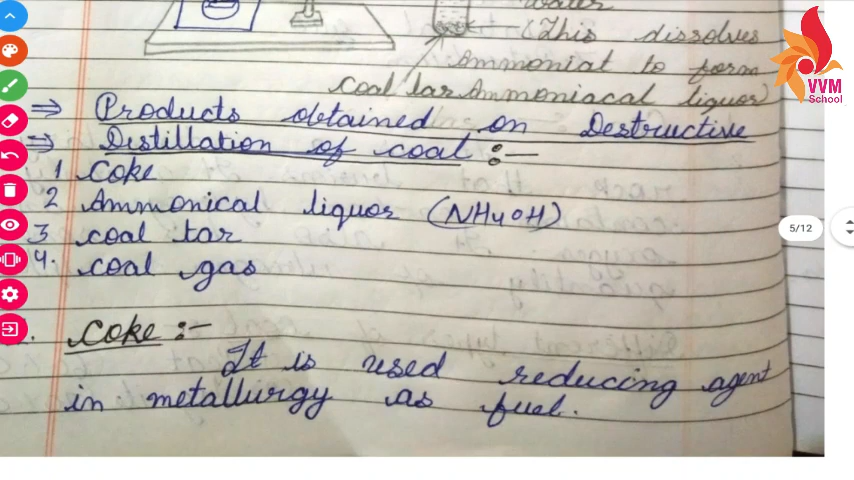 water
(This dissolves
Ammoniat to form
coal tar Ammoniacal liquor)
⇒ Products obtained on Destructive
⇒ Distillation of coal :-
1 Coke
2 Ammonical liquor (NH4OH)
3 coal tar
4. coal gas
. Coke :-
It is used reducing agent
in metallurgy as fuel.
VVM
School
5/12